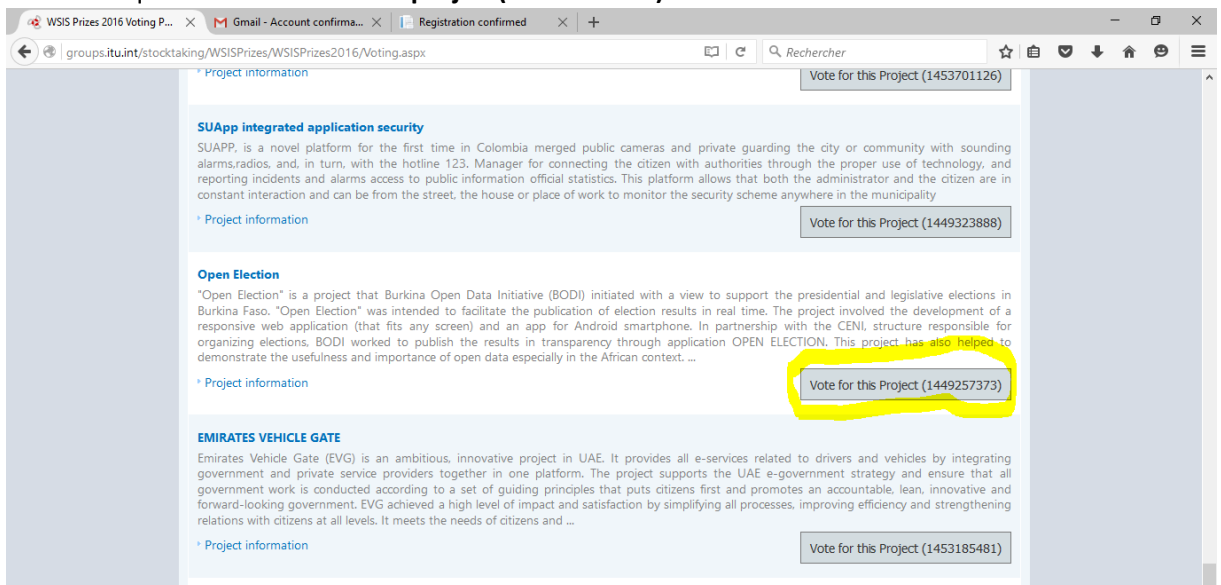 WSIS Prizes 2016 Voting P...
Gmail - Account confirma...
Registration confirmed
groups.itu.int/stocktaking/WSISPrizes/WSISPrizes2016/Voting.aspx
Rechercher
Project information
Vote for this Project (1453701126)
SUApp integrated application security
SUAPP, is a novel platform for the first time in Colombia merged public cameras and private guarding the city or community with sounding
alarms,radios, and, in turn, with the hotline 123. Manager for connecting the citizen with authorities through the proper use of technology, and
reporting incidents and alarms access to public information official statistics. This platform allows that both the administrator and the citizen are in
constant interaction and can be from the street, the house or place of work to monitor the security scheme anywhere in the municipality
Project information
Vote for this Project (1449323888)
Open Election
"Open Election" is a project that Burkina Open Data Initiative (BODI) initiated with a view to support the presidential and legislative elections in
Burkina Faso. "Open Election" was intended to facilitate the publication of election results in real time. The project involved the development of a
responsive web application (that fits any screen) and an app for Android smartphone. In partnership with the CENI, structure responsible for
organizing elections, BODI worked to publish the results in transparency through application OPEN ELECTION. This project has also helped to
demonstrate the usefulness and importance of open data especially in the African context. ...
Project information
Vote for this Project (1449257373)
EMIRATES VEHICLE GATE
Emirates Vehicle Gate (EVG) is an ambitious, innovative project in UAE. It provides all e-services related to drivers and vehicles by integrating
government and private service providers together in one platform. The project supports the UAE e-government strategy and ensure that all
government work is conducted according to a set of guiding principles that puts citizens first and promotes an accountable, lean, innovative and
forward-looking government. EVG achieved a high level of impact and satisfaction by simplifying all processes, improving efficiency and strengthening
relations with citizens at all levels. It meets the needs of citizens and ...
Project information
Vote for this Project (1453185481)